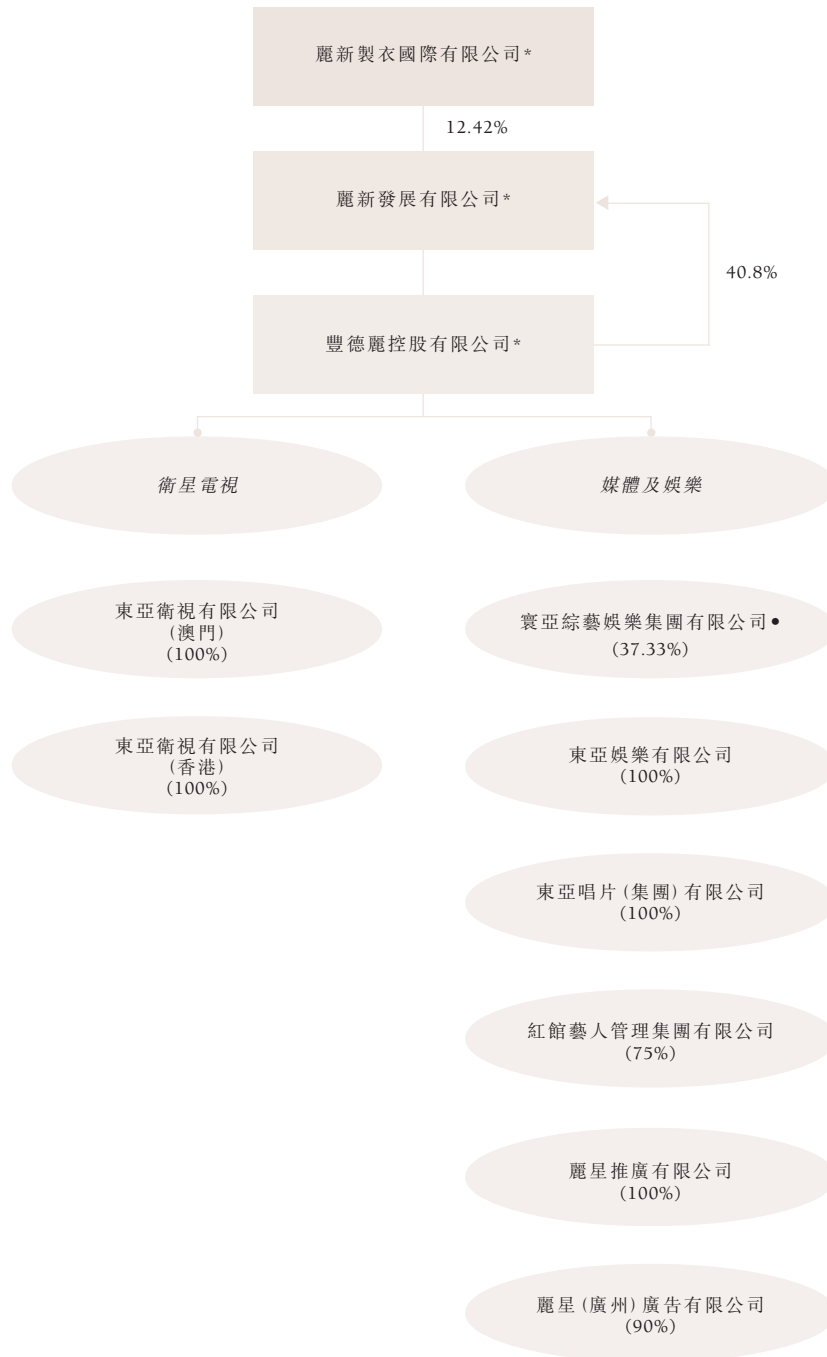 麗新製衣國際有限公司*
12.42%
麗新發展有限公司*
40.8%
豐德麗控股有限公司*
衛星電視
媒體及娛樂
東亞衛視有限公司
(澳門)
(100%)
寰亞綜藝娛樂集團有限公司●
(37.33%)
東亞衛視有限公司
(香港)
(100%)
東亞娛樂有限公司
(100%)
東亞唱片(集團)有限公司
(100%)
紅館藝人管理集團有限公司
(75%)
麗星推廣有限公司
(100%)
麗星(廣州)廣告有限公司
(90%)